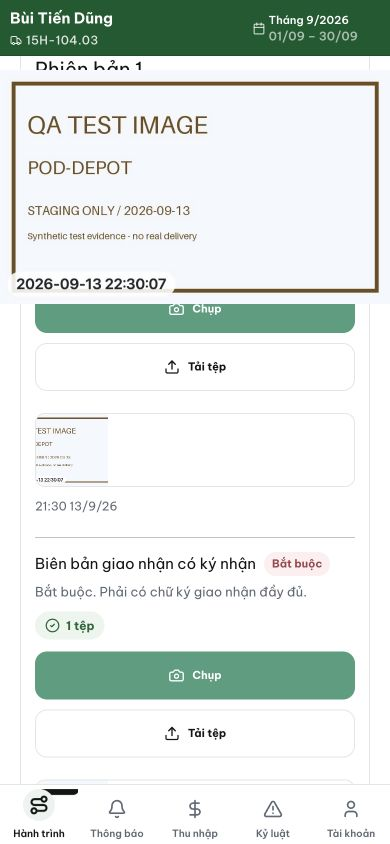 Bùi Tiến Dũng
15H-104.03
Tháng 9/2026
01/09 – 30/09
Phiên bản 1
QA TEST IMAGE
POD-DEPOT
STAGING ONLY / 2026-09-13
Synthetic test evidence - no real delivery
2026-09-13 22:30:07
Chụp
Tải tệp
TEST IMAGE
DEPOT
-13 22:30:07
21:30 13/9/26
Biên bản giao nhận có ký nhận
Bắt buộc
Bắt buộc. Phải có chữ ký giao nhận đầy đủ.
1 tệp
Chụp
Tải tệp
Hành trình
Thông báo
Thu nhập
Kỷ luật
Tài khoản